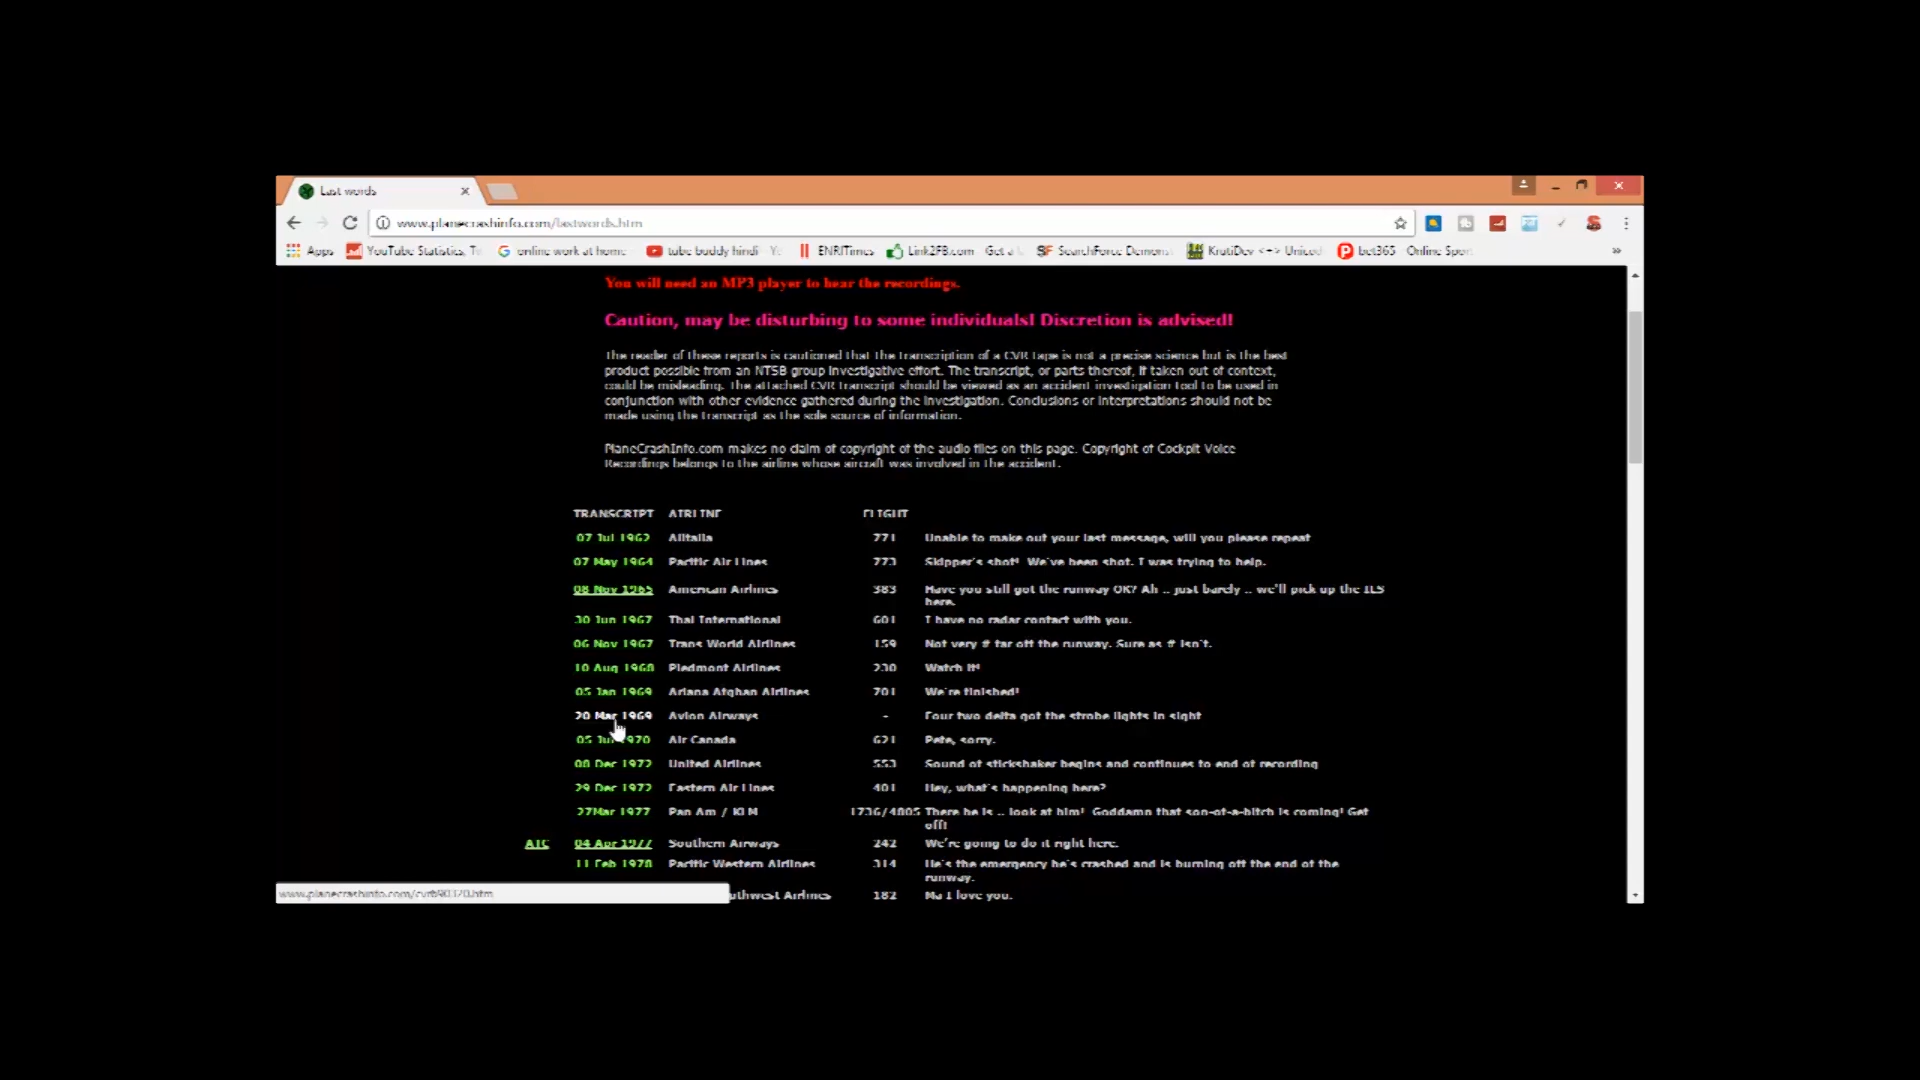 Last words
www.planecrashinfo.com/lastwords.htm
Apps YouTube Statistics, online work at home tube buddy hindi ENRITimes Link2FB.com Get a SearchForce Demons KrutiDev <-> Unicod bet365 Online Spor
You will need an MP3 player to hear the recordings.
Caution, may be disturbing to some individuals! Discretion is advised!
The reader of these reports is cautioned that the transcription of a CVR tape is not a precise science but is the best
product possible from an NTSB group investigative effort. The transcript, or parts thereof, if taken out of context,
could be misleading. The attached CVR transcript should be viewed as an accident investigation tool to be used in
conjunction with other evidence gathered during the investigation. Conclusions or interpretations should not be
made using the transcript as the sole source of information.
PlaneCrashInfo.com makes no claim of copyright of the audio files on this page. Copyright of Cockpit Voice
Recordings belongs to the airline whose aircraft was involved in the accident.
TRANSCRIPT AIRLINE FLIGHT
07 Jul 1962 Alitalia 771 Unable to make out your last message, will you please repeat
07 May 1964 Pacific Air Lines 773 Skipper's shot! We've been shot. I was trying to help.
08 Nov 1965 American Airlines 383 Have you still got the runway OK? Ah .. just barely .. we'll pick up the ILS
here.
30 Jun 1967 Thai International 601 I have no radar contact with you.
06 Nov 1967 Trans World Airlines 159 Not very # far off the runway. Sure as # isn't.
10 Aug 1968 Piedmont Airlines 230 Watch it!
05 Jan 1969 Ariana Afghan Airlines 701 We're finished!
20 Mar 1969 Avion Airways - Four two delta got the strobe lights in sight
05 Jul 1970 Air Canada 621 Pete, sorry.
08 Dec 1972 United Airlines 553 Sound of stickshaker begins and continues to end of recording
29 Dec 1972 Eastern Air Lines 401 Hey, what's happening here?
27Mar 1977 Pan Am / KLM 1736/4805 There he is .. look at him! Goddamn that son-of-a-bitch is coming! Get
off!
ATC 04 Apr 1977 Southern Airways 242 We're going to do it right here.
11 Feb 1978 Pacific Western Airlines 314 He's the emergency he's crashed and is burning off the end of the
runway.
uthwest Airlines 182 Ma I love you.
www.planecrashinfo.com/cvr690320.htm